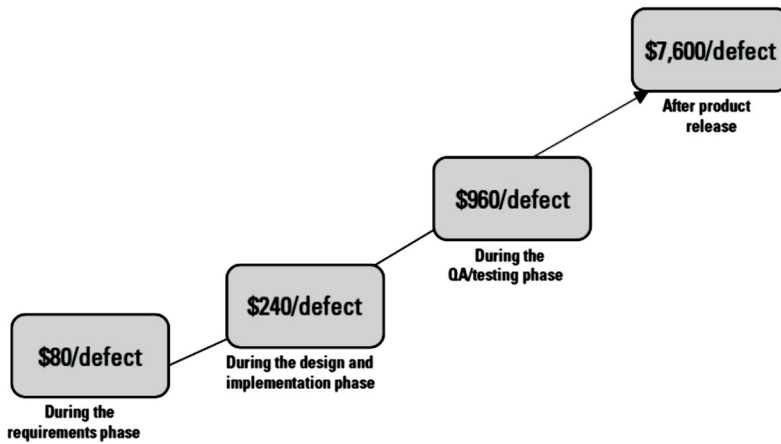 $7,600/defect
After product
release
$960/defect
During the
QA/testing phase
$240/defect
During the design and
implementation phase
$80/defect
During the
requirements phase